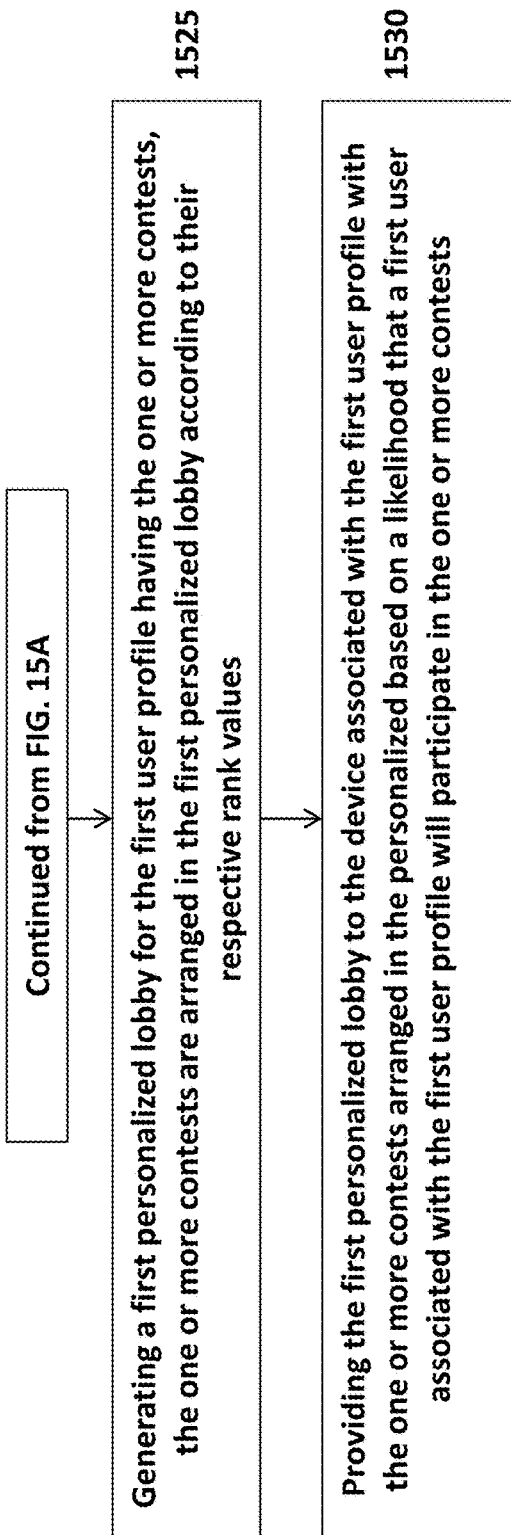 Continued from FIG. 15A
Generating a first personalized lobby for the first user profile having the one or more contests,
the one or more contests are arranged in the first personalized lobby according to their
respective rank values
1525
Providing the first personalized lobby to the device associated with the first user profile with
the one or more contests arranged in the personalized based on a likelihood that a first user
associated with the first user profile will participate in the one or more contests
1530